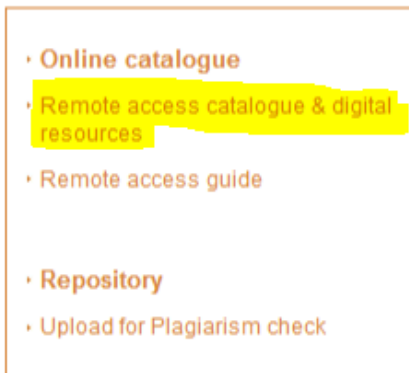 Online catalogue
Remote access catalogue & digital
resources
Remote access guide
Repository
Upload for Plagiarism check